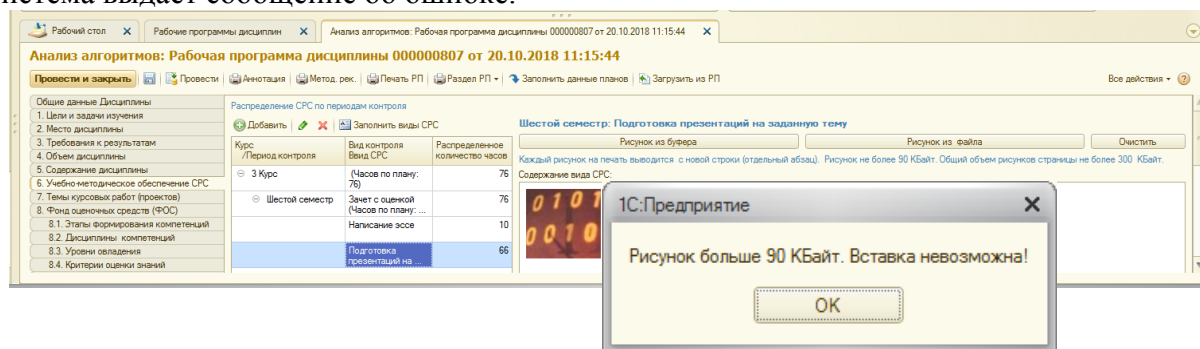 система выдает сообщение об ошибке.
Рабочий стол X Рабочие программы дисциплин X Анализ алгоритмов: Рабочая программа дисциплины 000000807 от 20.10.2018 11:15:44 X
Анализ алгоритмов: Рабочая программа дисциплины 000000807 от 20.10.2018 11:15:44
Провести и закрыть Провести Аннотация Метод. рек. Печать РП Раздел РП Заполнить данные планов Загрузить из РП Все действия
Общие данные Дисциплины
1. Цели и задачи изучения
2. Место дисциплины
3. Требования к результатам
4. Объем дисциплины
5. Содержание дисциплины
6. Учебно-методическое обеспечение СРС
7. Темы курсовых работ (проектов)
8. Фонд оценочных средств (ФОС)
8.1. Этапы формирования компетенций
8.2. Дисциплины компетенций
8.3. Уровни овладения
8.4. Критерии оценки знаний
Распределение СРС по периодам контроля
Добавить Заполнить виды СРС
Курс Вид контроля Распределенное
/Период контроля Ввид СРС количество часов
3 Курс (Часов по плану: 76
76)
Шестой семестр Зачет с оценкой 76
(Часов по плану: ...
Написание эссе 10
Подготовка 66
презентаций на ...
Шестой семестр: Подготовка презентаций на заданную тему
Рисунок из буфера Рисунок из файла Очистить
Каждый рисунок на печать выводится с новой строки (отдельный абзац). Рисунок не более 90 КБайт. Общий объем рисунков страницы не более 300 КБайт.
Содержание вида СРС:
0101
0010
1С:Предприятие X
Рисунок больше 90 КБайт. Вставка невозможна!
OK